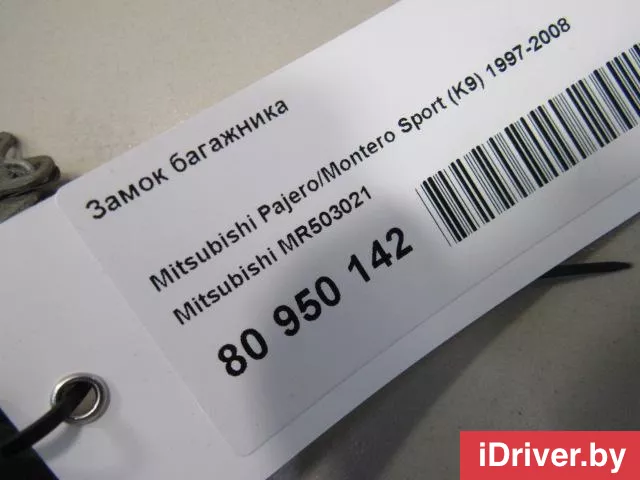 Замок багажника
Mitsubishi Pajero/Montero Sport (K9) 1997-2008
Mitsubishi MR503021
80 950 142
iDriver.by